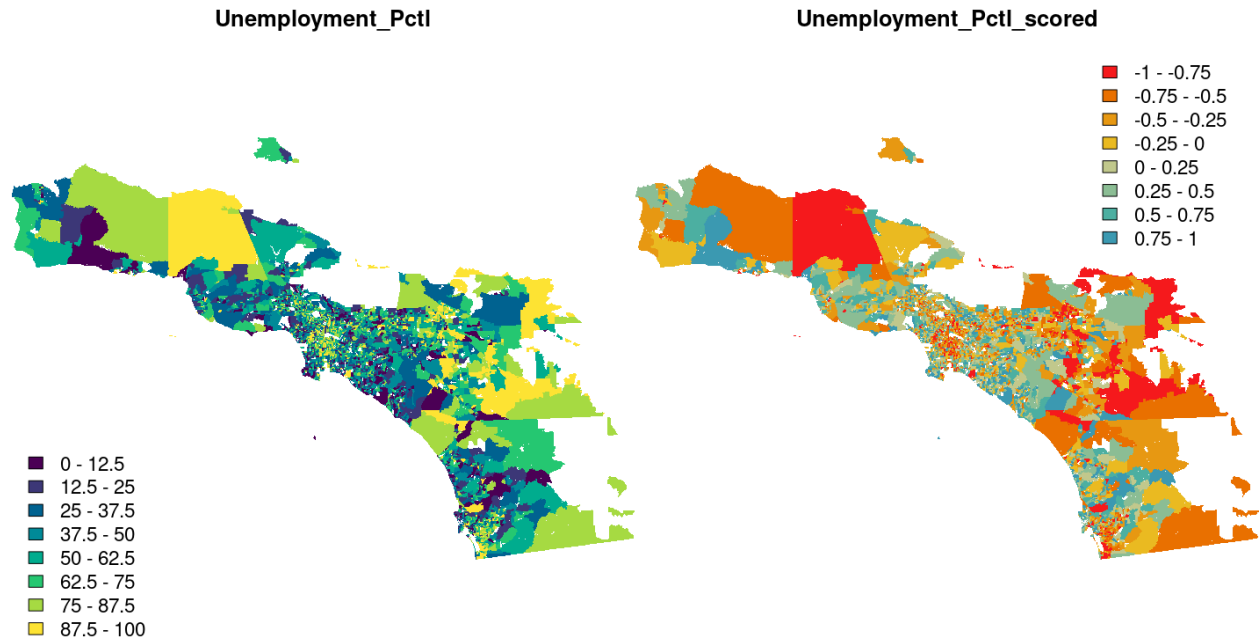 Unemployment_Pctl
0 - 12.5
12.5 - 25
25 - 37.5
37.5 - 50
50 - 62.5
62.5 - 75
75 - 87.5
87.5 - 100
Unemployment_Pctl_scored
-1 - -0.75
-0.75 - -0.5
-0.5 - -0.25
-0.25 - 0
0 - 0.25
0.25 - 0.5
0.5 - 0.75
0.75 - 1